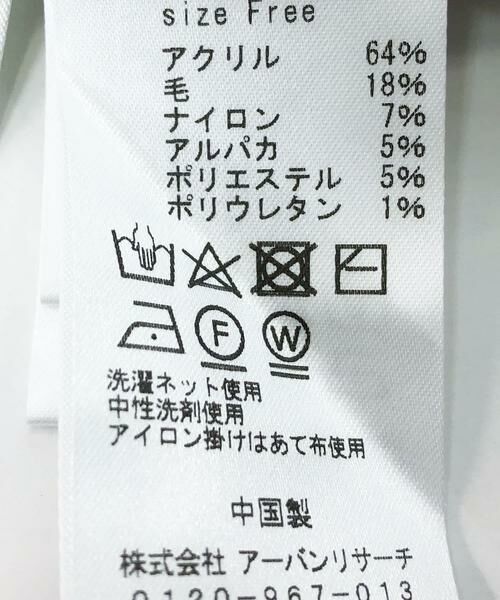 size Free
アクリル 64%
毛 18%
ナイロン 7%
アルパカ 5%
ポリエステル 5%
ポリウレタン 1%
F W
洗濯ネット使用
中性洗剤使用
アイロン掛けはあて布使用
中国製
株式会社 アーバンリサーチ
0120-967-013